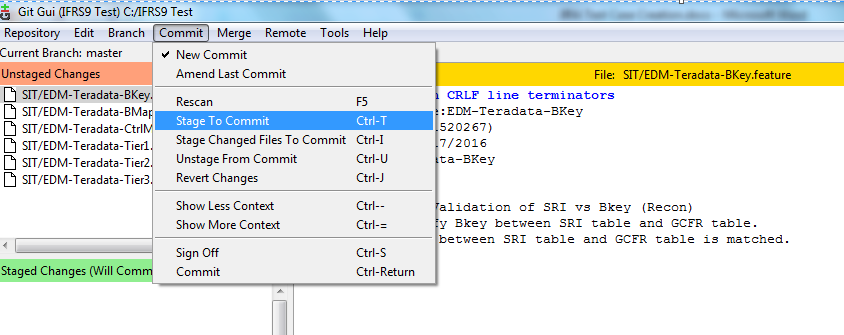 Git Gui (IFRS9 Test) C:/IFRS9 Test
Repository Edit Branch Commit Merge Remote Tools Help
Current Branch: master
New Commit
Amend Last Commit
Rescan F5
Stage To Commit Ctrl-T
Stage Changed Files To Commit Ctrl-I
Unstage From Commit Ctrl-U
Revert Changes Ctrl-J
Show Less Context Ctrl--
Show More Context Ctrl-=
Sign Off Ctrl-S
Commit Ctrl-Return
Unstaged Changes
SIT/EDM-Teradata-BKey.
SIT/EDM-Teradata-BMap
SIT/EDM-Teradata-CtrlM
SIT/EDM-Teradata-Tier1.
SIT/EDM-Teradata-Tier2.
SIT/EDM-Teradata-Tier3.
Staged Changes (Will Comm
File: SIT/EDM-Teradata-BKey.feature
CRLF line terminators
e:EDM-Teradata-BKey
1520267)
7/2016
ata-BKey
Validation of SRI vs Bkey (Recon)
fy Bkey between SRI table and GCFR table.
between SRI table and GCFR table is matched.